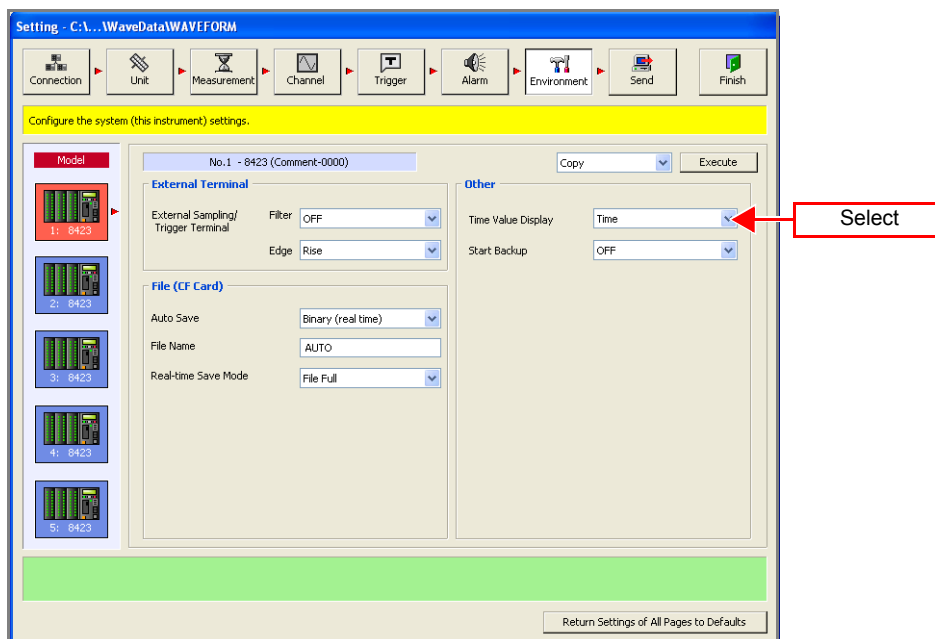 Setting - C:\...\WaveData\WAVEFORM
Connection Unit Measurement Channel Trigger Alarm Environment Send Finish
Configure the system (this instrument) settings.
Model
No.1 - 8423 (Comment-0000) Copy Execute
1: 8423
2: 8423
3: 8423
4: 8423
5: 8423
External Terminal
External Sampling/ Filter OFF
Trigger Terminal
Edge Rise
File (CF Card)
Auto Save Binary (real time)
File Name AUTO
Real-time Save Mode File Full
Other
Time Value Display Time
Start Backup OFF
Select
Return Settings of All Pages to Defaults